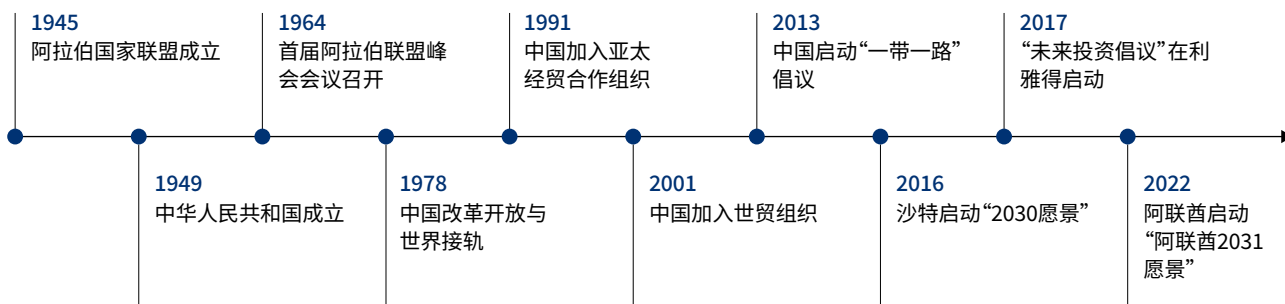 1945
阿拉伯国家联盟成立
1964
首届阿拉伯联盟峰
会会议召开
1991
中国加入亚太
经贸合作组织
2013
中国启动“一带一路”
倡议
2017
“未来投资倡议”在利
雅得启动
1949
中华人民共和国成立
1978
中国改革开放与
世界接轨
2001
中国加入世贸组织
2016
沙特启动“2030愿景”
2022
阿联酋启动
“阿联酋2031
愿景”